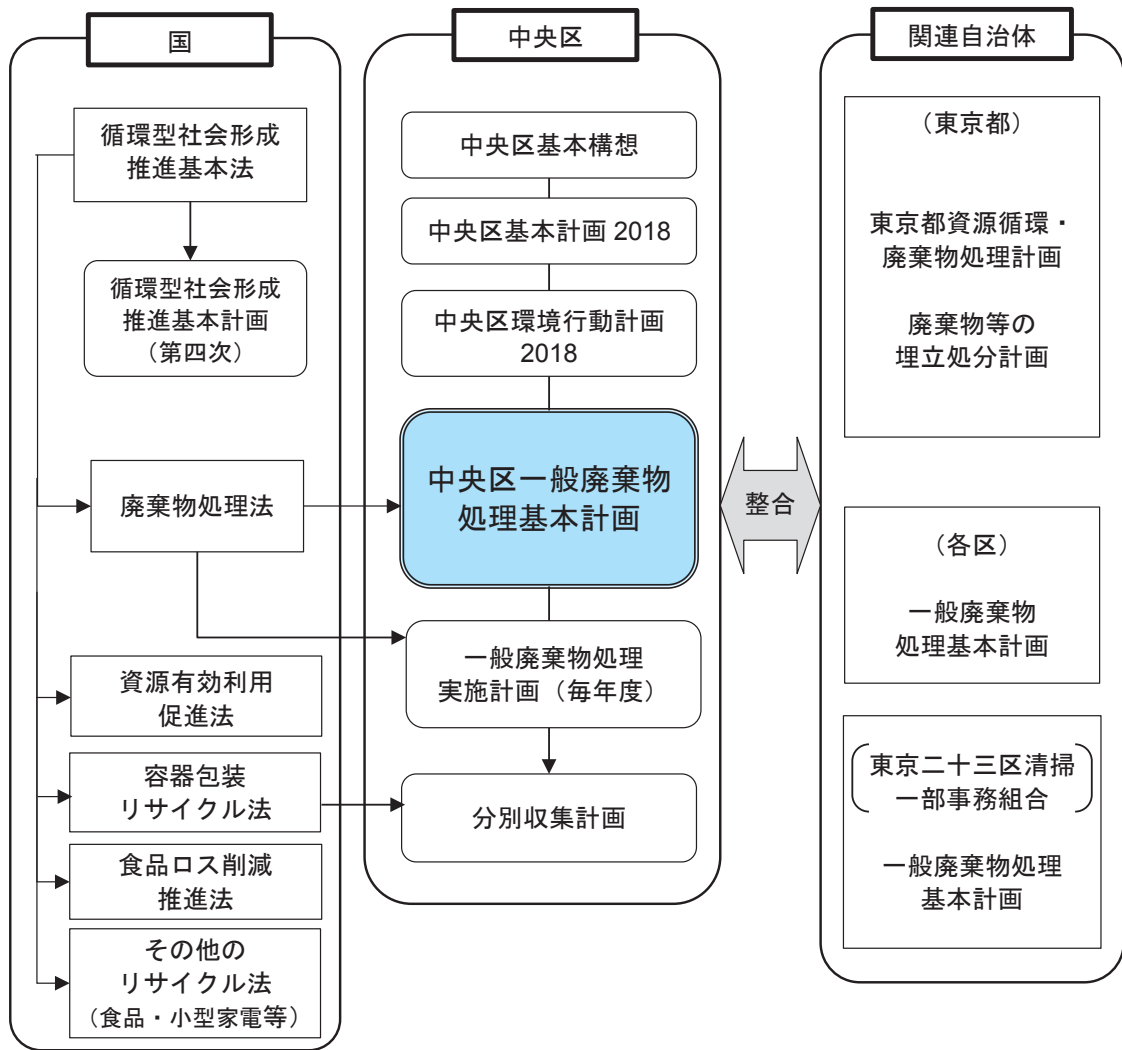 国
循環型社会形成
推進基本法
循環型社会形成
推進基本計画
（第四次）
廃棄物処理法
資源有効利用
促進法
容器包装
リサイクル法
食品ロス削減
推進法
その他の
リサイクル法
（食品・小型家電等）
中央区
中央区基本構想
中央区基本計画 2018
中央区環境行動計画
2018
中央区一般廃棄物
処理基本計画
一般廃棄物処理
実施計画（毎年度）
分別収集計画
整合
関連自治体
（東京都）
東京都資源循環・
廃棄物処理計画
廃棄物等の
埋立処分計画
（各区）
一般廃棄物
処理基本計画
東京二十三区清掃
一部事務組合
一般廃棄物処理
基本計画